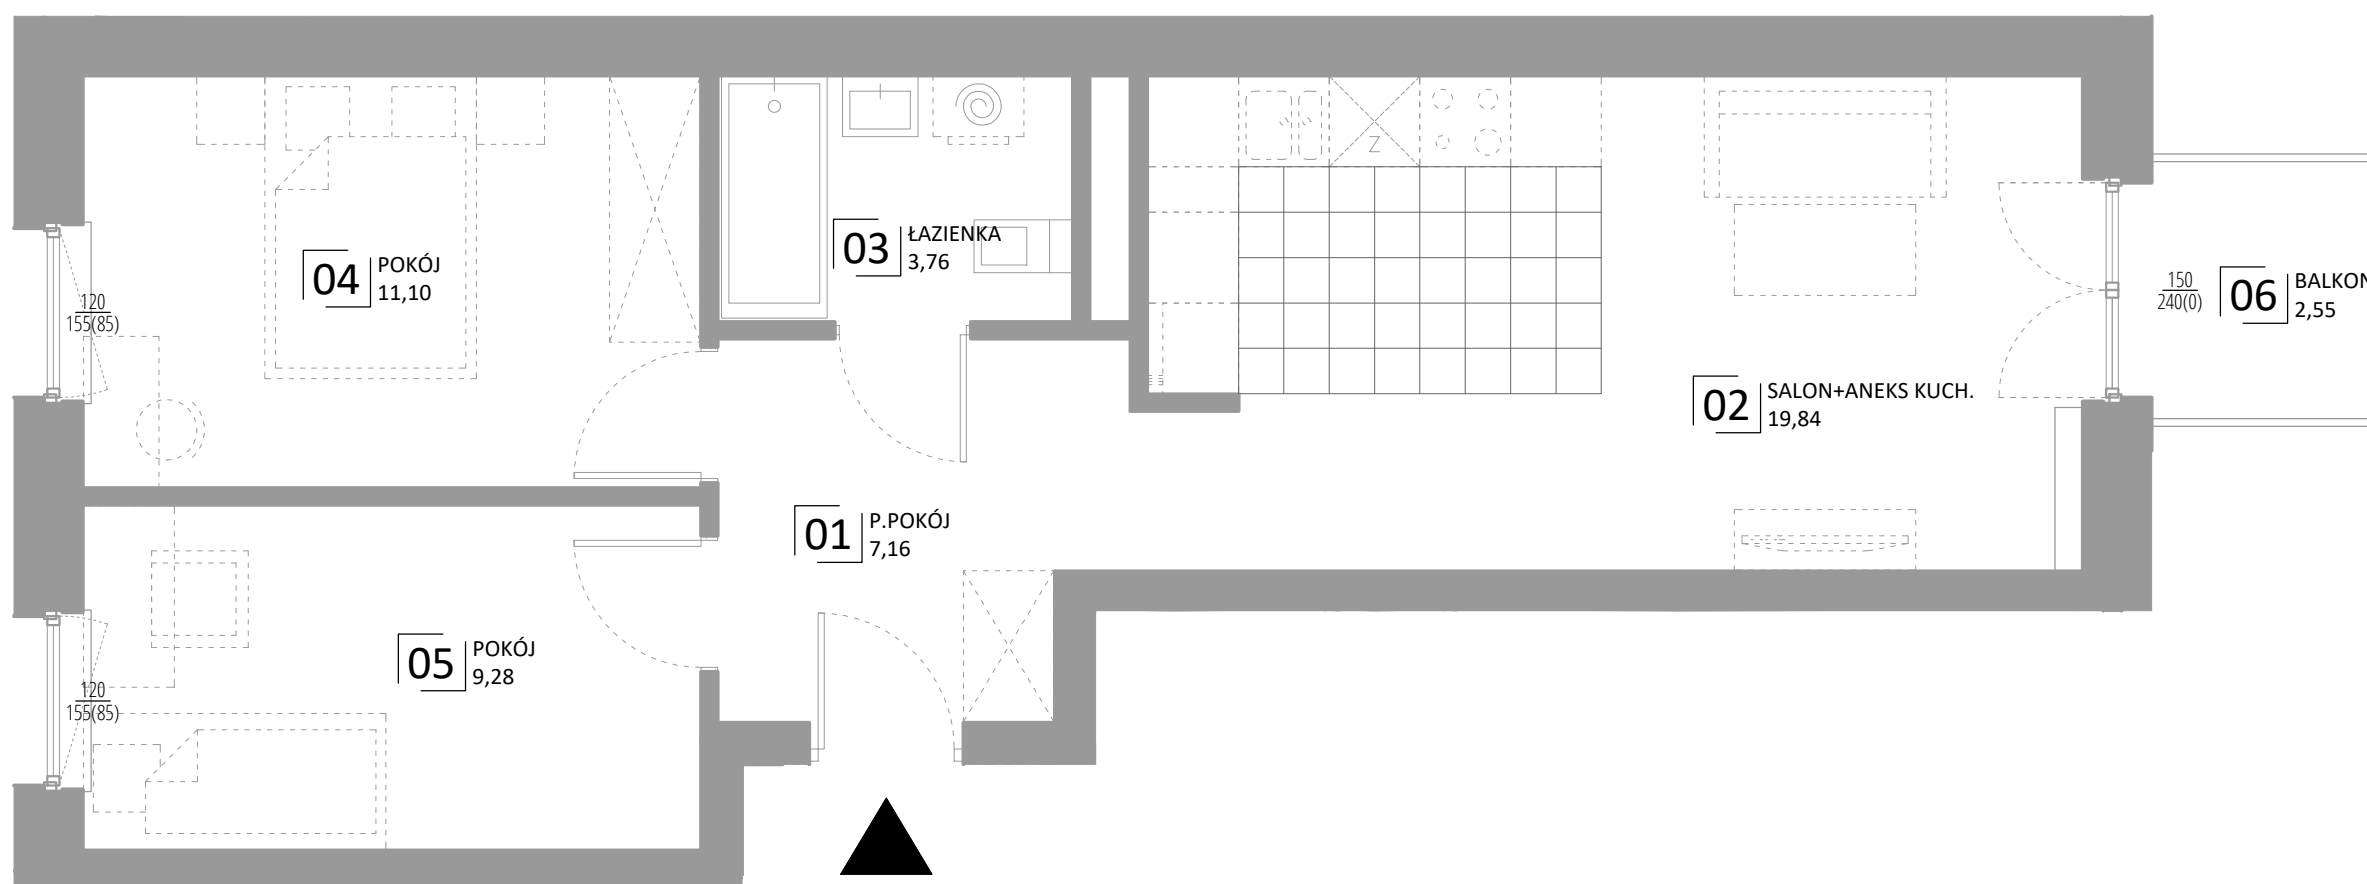 04
POKÓJ
11,10
120
155(85)
03
ŁAZIENKA
3,76
Z
02
SALON+ANEKS KUCH.
19,84
150
240(0)
06
BALKON
2,55
01
P.POKÓJ
7,16
05
POKÓJ
9,28
120
155(85)